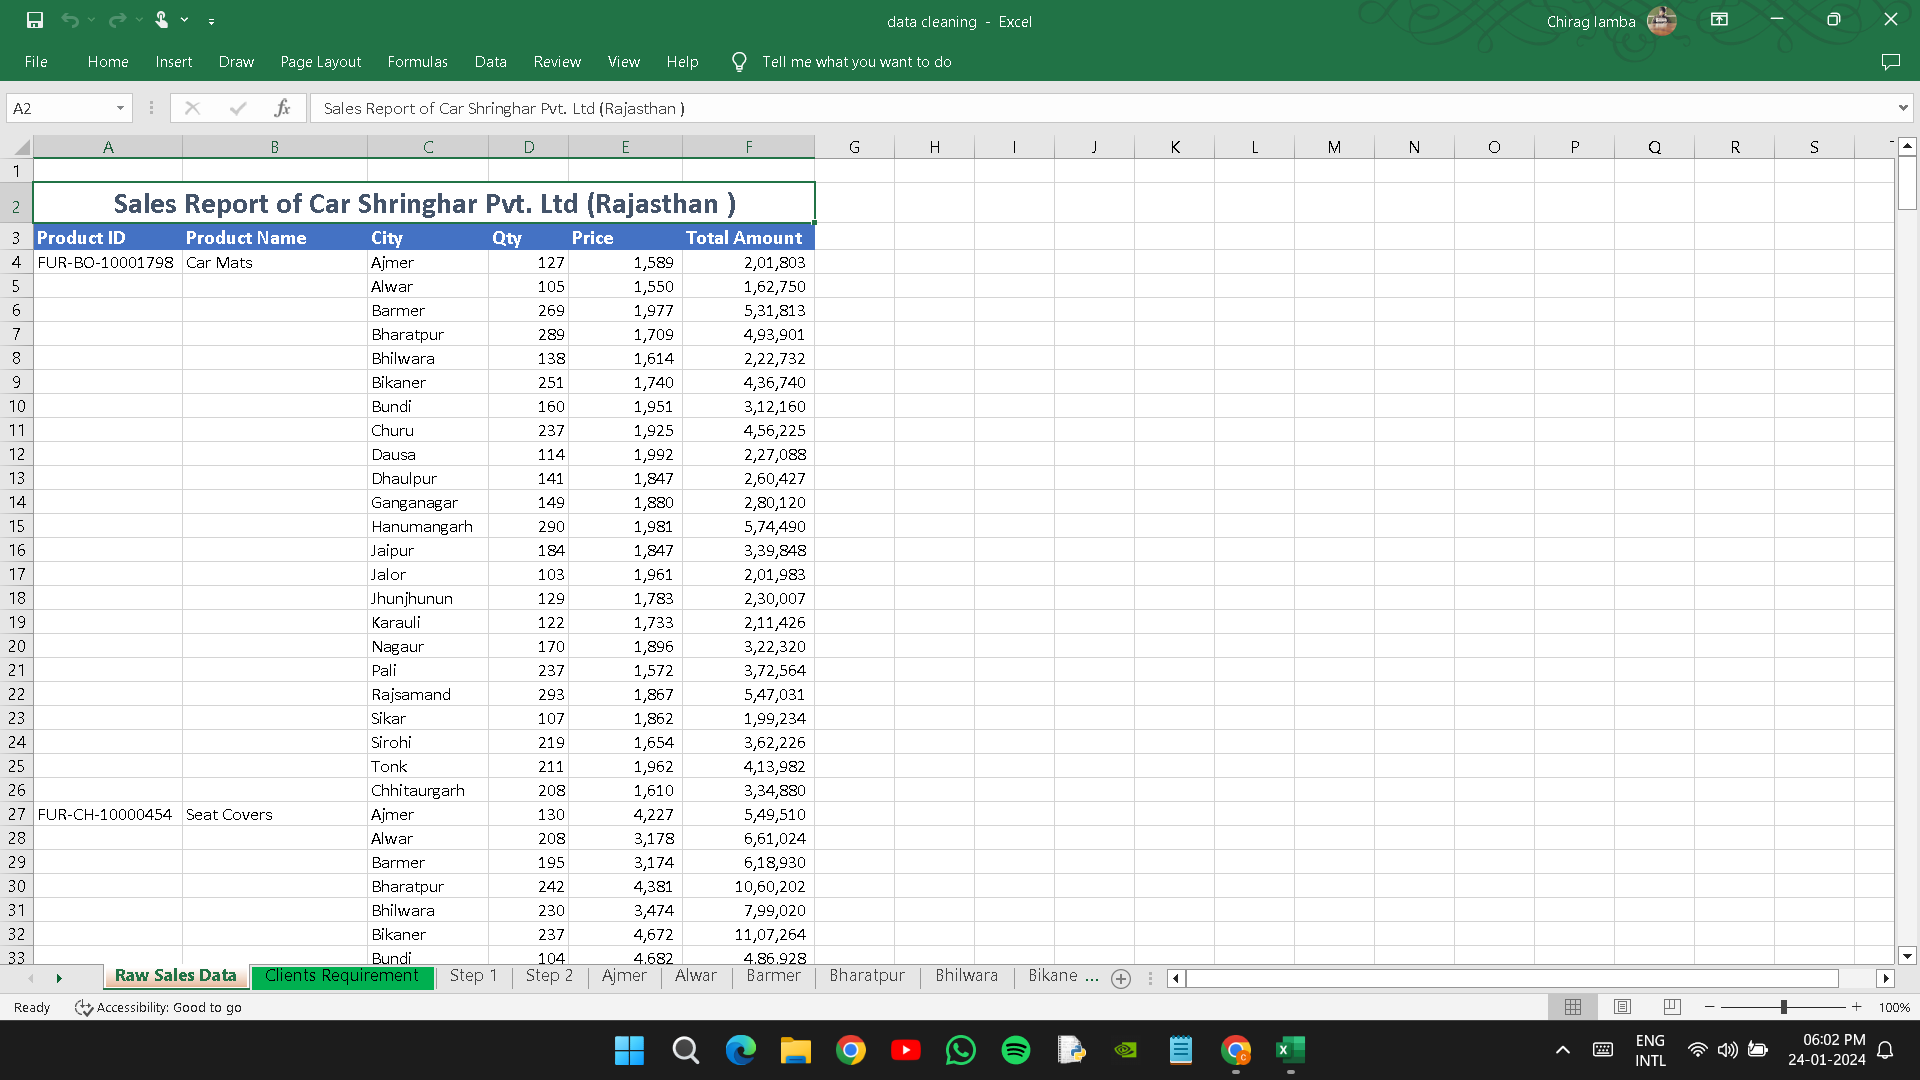 data cleaning - Excel
Chirag lamba
File Home Insert Draw Page Layout Formulas Data Review View Help Tell me what you want to do
A2 fx Sales Report of Car Shringhar Pvt. Ltd (Rajasthan )
A B C D E F G H I J K L M N O P Q R S
1
2 Sales Report of Car Shringhar Pvt. Ltd (Rajasthan )
3 Product ID Product Name City Qty Price Total Amount
4 FUR-BO-10001798 Car Mats Ajmer 127 1,589 2,01,803
5 Alwar 105 1,550 1,62,750
6 Barmer 269 1,977 5,31,813
7 Bharatpur 289 1,709 4,93,901
8 Bhilwara 138 1,614 2,22,732
9 Bikaner 251 1,740 4,36,740
10 Bundi 160 1,951 3,12,160
11 Churu 237 1,925 4,56,225
12 Dausa 114 1,992 2,27,088
13 Dhaulpur 141 1,847 2,60,427
14 Ganganagar 149 1,880 2,80,120
15 Hanumangarh 290 1,981 5,74,490
16 Jaipur 184 1,847 3,39,848
17 Jalor 103 1,961 2,01,983
18 Jhunjhunun 129 1,783 2,30,007
19 Karauli 122 1,733 2,11,426
20 Nagaur 170 1,896 3,22,320
21 Pali 237 1,572 3,72,564
22 Rajsamand 293 1,867 5,47,031
23 Sikar 107 1,862 1,99,234
24 Sirohi 219 1,654 3,62,226
25 Tonk 211 1,962 4,13,982
26 Chhitaurgarh 208 1,610 3,34,880
27 FUR-CH-10000454 Seat Covers Ajmer 130 4,227 5,49,510
28 Alwar 208 3,178 6,61,024
29 Barmer 195 3,174 6,18,930
30 Bharatpur 242 4,381 10,60,202
31 Bhilwara 230 3,474 7,99,020
32 Bikaner 237 4,672 11,07,264
33 Bundi 104 4,682 4,86,928
Raw Sales Data Clients Requirement Step 1 Step 2 Ajmer Alwar Barmer Bharatpur Bhilwara Bikane ...
Ready Accessibility: Good to go 100%
ENG 06:02 PM
INTL 24-01-2024